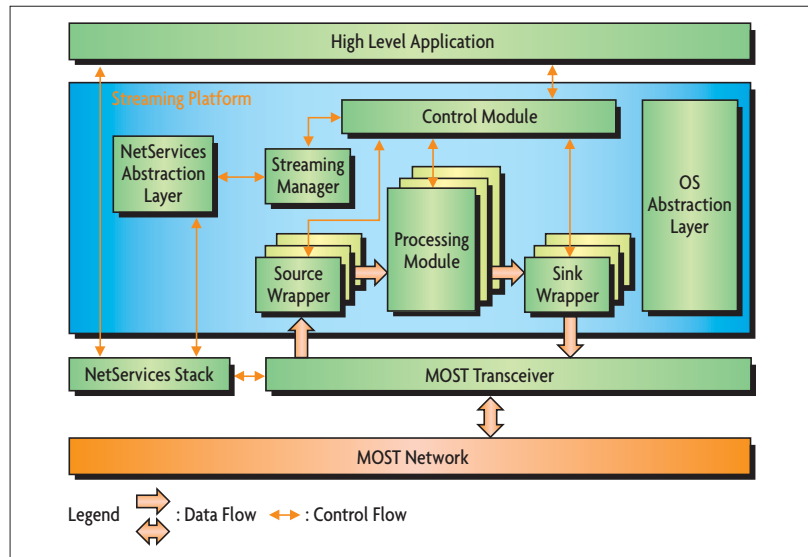 High Level Application
Streaming Platform
Control Module
NetServices
Abstraction
Layer
Streaming
Manager
OS
Abstraction
Layer
Processing
Module
Source
Wrapper
Sink
Wrapper
NetServices Stack
MOST Transceiver
MOST Network
Legend : Data Flow : Control Flow